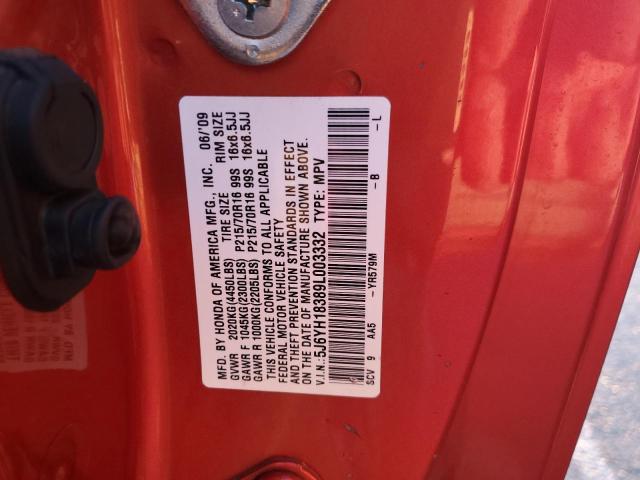 MFD. BY HONDA OF AMERICA MFG., INC. 06/'09
GVWR 2020KG(4450LBS) TIRE SIZE RIM SIZE
GAWR F 1045KG(2300LBS) P215/70R16 99S 16x6.5JJ
GAWR R 1000KG(2205LBS) P215/70R16 99S 16x6.5JJ
THIS VEHICLE CONFORMS TO ALL APPLICABLE
FEDERAL MOTOR VEHICLE SAFETY
AND THEFT PREVENTION STANDARDS IN EFFECT
ON THE DATE OF MANUFACTURE SHOWN ABOVE.
V.I.N.:5J6YH18389L003332 TYPE: MPV
SCV 9 AA5 -YR579M -B -L